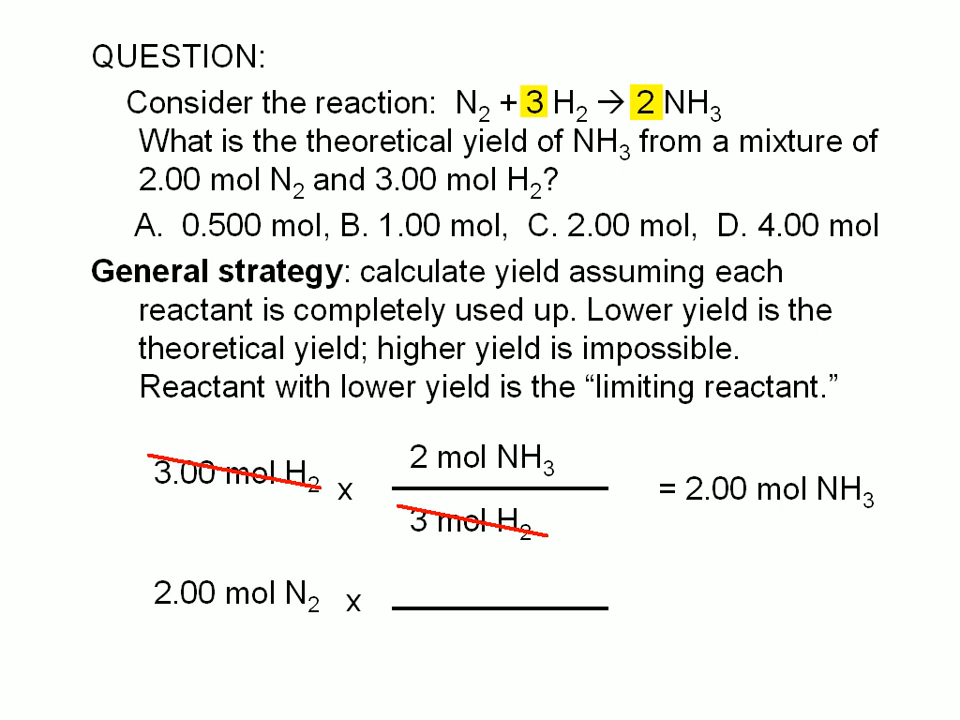 QUESTION:
Consider the reaction: N₂ + 3 H₂ → 2 NH₃
What is the theoretical yield of NH₃ from a mixture of
2.00 mol N₂ and 3.00 mol H₂?
A. 0.500 mol, B. 1.00 mol, C. 2.00 mol, D. 4.00 mol
General strategy: calculate yield assuming each
reactant is completely used up. Lower yield is the
theoretical yield; higher yield is impossible.
Reactant with lower yield is the “limiting reactant.”
2 mol NH₃
3.00 mol H₂ x = 2.00 mol NH₃
3 mol H₂
2.00 mol N₂ x